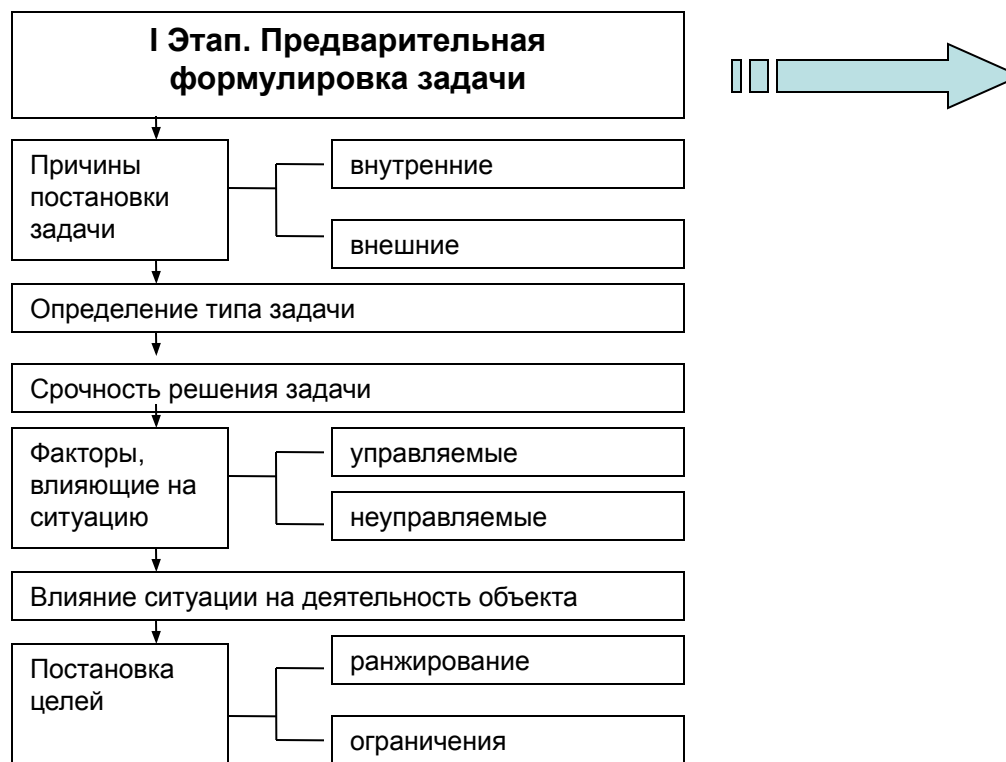 I Этап. Предварительная
формулировка задачи
Причины
постановки
задачи
внутренние
внешние
Определение типа задачи
Срочность решения задачи
Факторы,
влияющие на
ситуацию
управляемые
неуправляемые
Влияние ситуации на деятельность объекта
Постановка
целей
ранжирование
ограничения